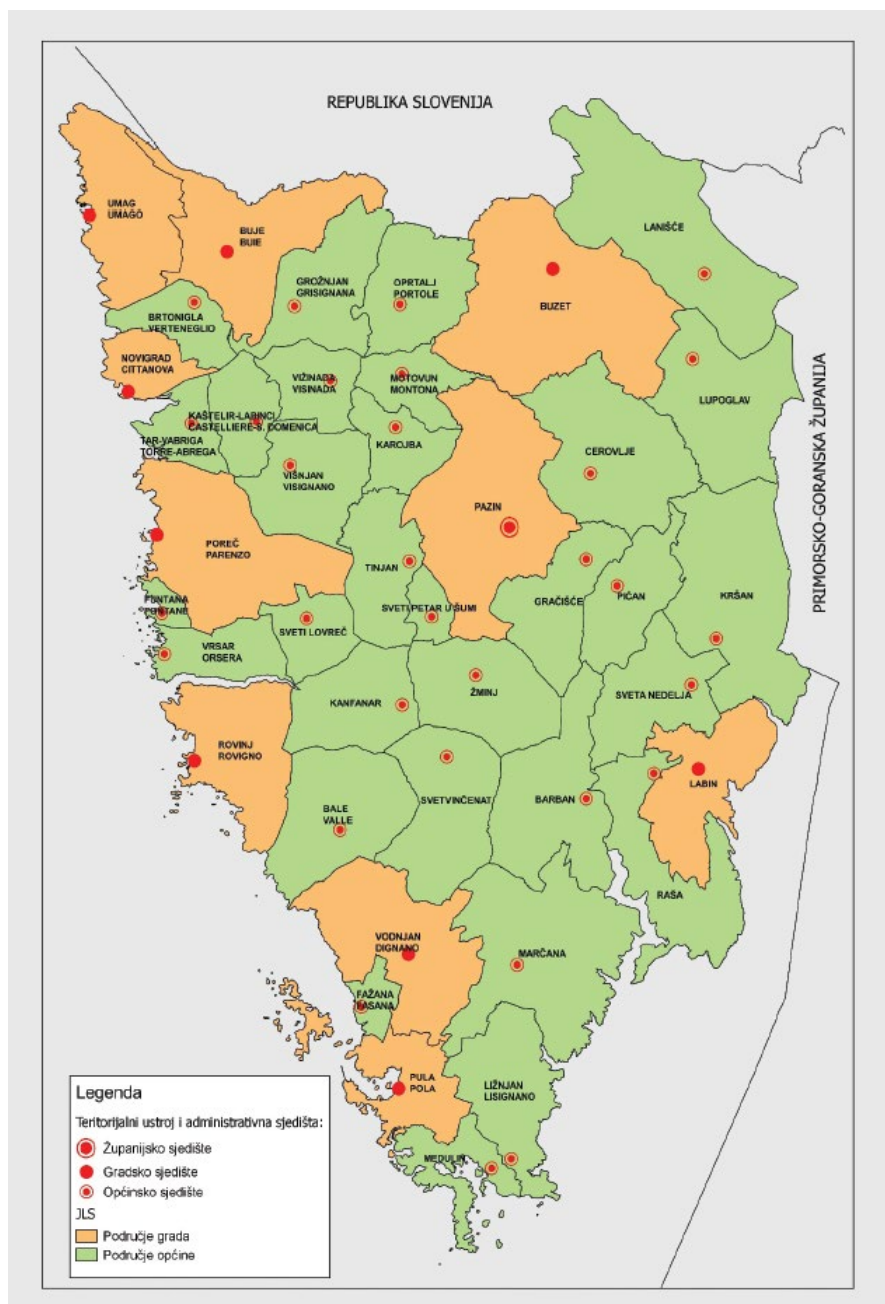 REPUBLIKA SLOVENIJA
UMAG
UMAGO
BUJE
BUIE
LANIŠĆE
GROŽNJAN
GRISIGNANA
OPRTALJ
PORTOLE
BUZET
BRTONIGLA
VERTENEGLIO
NOVIGRAD
CITTANOVA
VIŽINADA
VISINADA
MOTOVUN
MONTONA
LUPOGLAV
PRIMORSKO-GORANSKA ŽUPANIJA
KAŠTELIR-LABINCI
CASTELLIERE-S. DOMENICA
TAR-VABRIGA
TORRE-ABREGA
KAROJBA
CEROVLJE
VIŠNJAN
VISIGNANO
PAZIN
POREČ
PARENZO
TINJAN
FUNTANA
FUNTANE
SVETI PETAR U ŠUMI
GRAČIŠĆE
PIĆAN
KRŠAN
SVETI LOVREČ
VRSAR
ORSERA
KANFANAR
ŽMINJ
SVETA NEDELJA
ROVINJ
ROVIGNO
LABIN
BALE
VALLE
SVETVINČENAT
BARBAN
RAŠA
VODNJAN
DIGNANO
MARČANA
FAŽANA
FASANA
PULA
POLA
LIŽNJAN
LISIGNANO
MEDULIN
Legenda
Teritorijalni ustroj i administrativna sjedišta:
Županijsko sjedište
Gradsko sjedište
Općinsko sjedište
JLS
Područje grada
Područje općine